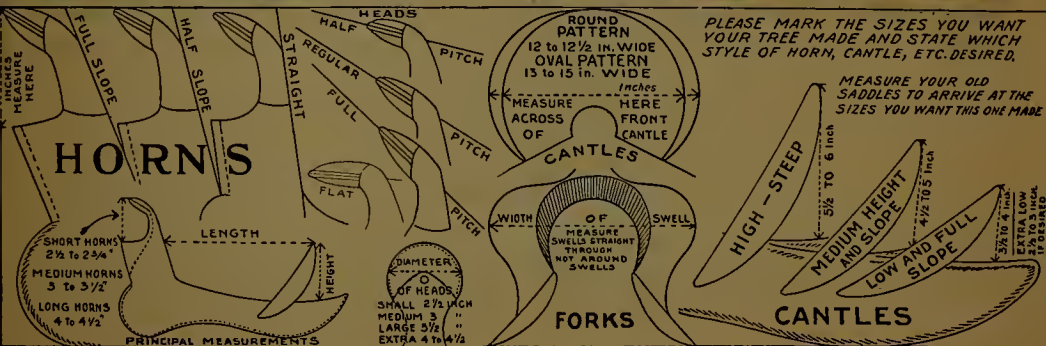 INCHES
MEASURE
HERE
FULL SLOPE
HALF SLOPE
STRAIGHT
HORNS
SHORT HORNS
2½ to 2¾"
MEDIUM HORNS
3 to 3½"
LONG HORNS
4 to 4½"
LENGTH
HEIGHT
PRINCIPAL MEASUREMENTS
HEADS
HALF PITCH
REGULAR PITCH
FULL PITCH
FLAT
DIAMETER
OF HEADS
SMALL 2½ INCH
MEDIUM 3 "
LARGE 3½ "
EXTRA 4 to 4½
ROUND
PATTERN
12 to 12½ in. WIDE
OVAL PATTERN
13 to 15 in. WIDE
Inches
MEASURE HERE
ACROSS FRONT
OF CANTLE
CANTLES
WIDTH OF SWELL
MEASURE
SWELLS STRAIGHT
THROUGH
NOT AROUND
SWELLS
FORKS
PLEASE MARK THE SIZES YOU WANT
YOUR TREE MADE AND STATE WHICH
STYLE OF HORN, CANTLE, ETC. DESIRED.
MEASURE YOUR OLD
SADDLES TO ARRIVE AT THE
SIZES YOU WANT THIS ONE MADE
HIGH-STEEP
5½ TO 6 Inch
MEDIUM HEIGHT
AND SLOPE
4½ TO 5 Inch
LOW AND FULL
SLOPE
3½ to 4 INCH
EXTRA LOW
2½ to 3 INCH
IF DESIRED
CANTLES